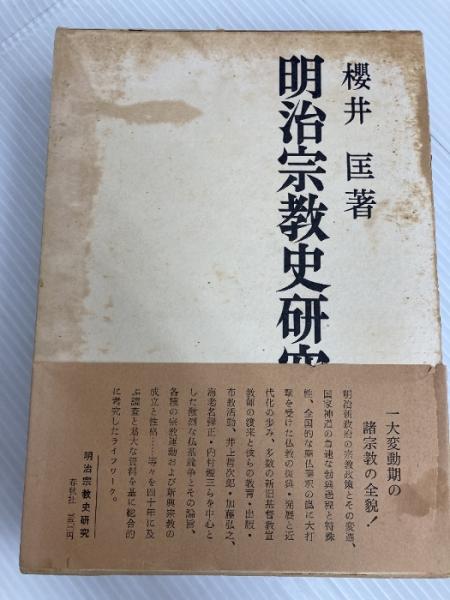 櫻井 匡著
明治宗教史研究
一大変動期の
諸宗教の全貌！
明治新政府の宗教政策とその変遷、
国家神道の急速な勃興過程と特殊
性、全国的な廃仏毀釈の嵐に大打
撃を受けた仏教の復興・発展と近
代化の歩み、多数の新旧基督教宣
教師の渡来と彼らの教育・出版・
布教活動、井上哲次郎・加藤弘之、
海老名弾正・内村鑑三らを中心と
した激烈な仏基論争とその論旨、
各種の宗教運動および新興宗教の
成立と性格……等々を四十年に及
ぶ調査と尨大な資料を基に総合的
に考究したライフワーク。
明治宗教史研究
春秋社